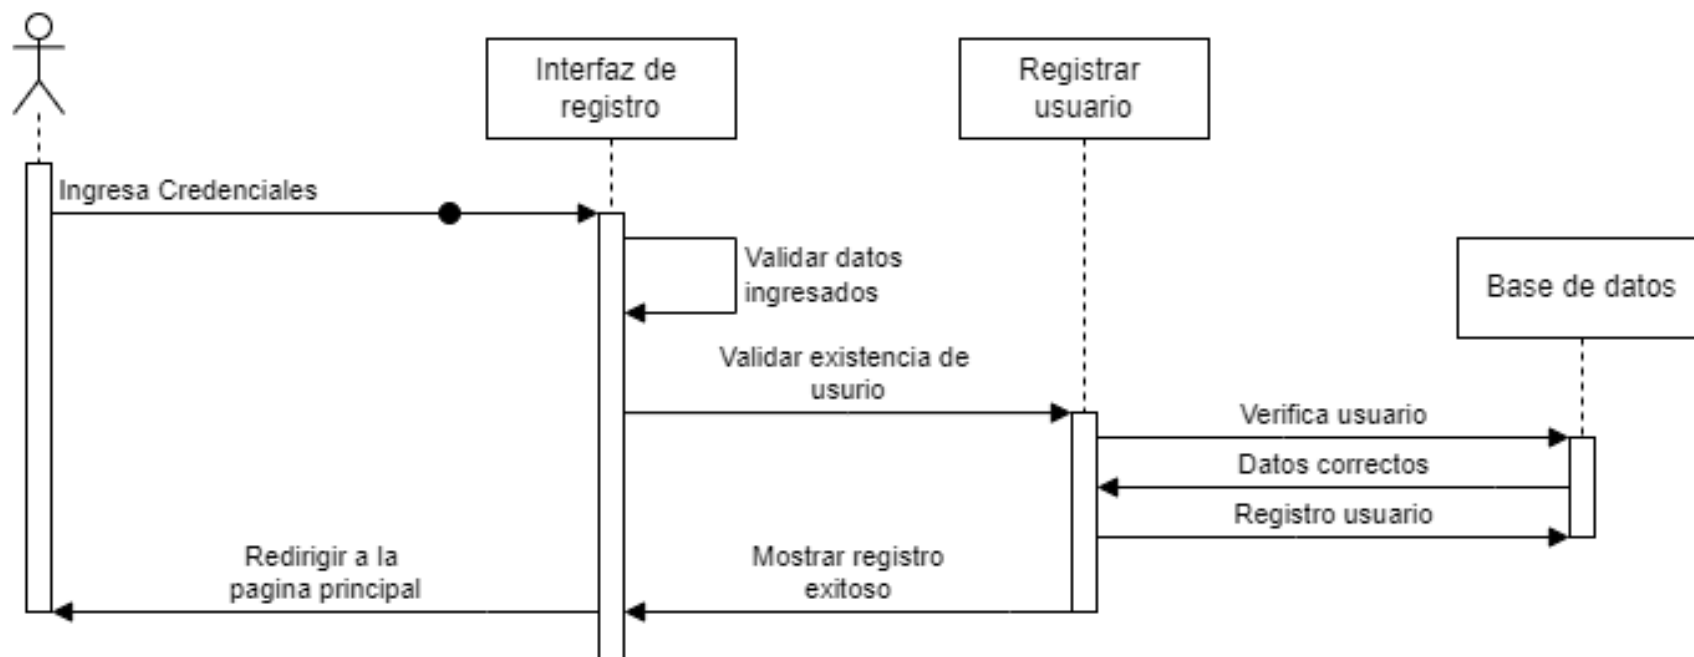 Interfaz de
registro
Registrar
usuario
Ingresa Credenciales
Validar datos
ingresados
Base de datos
Validar existencia de
usurio
Verifica usuario
Datos correctos
Registro usuario
Redirigir a la
pagina principal
Mostrar registro
exitoso